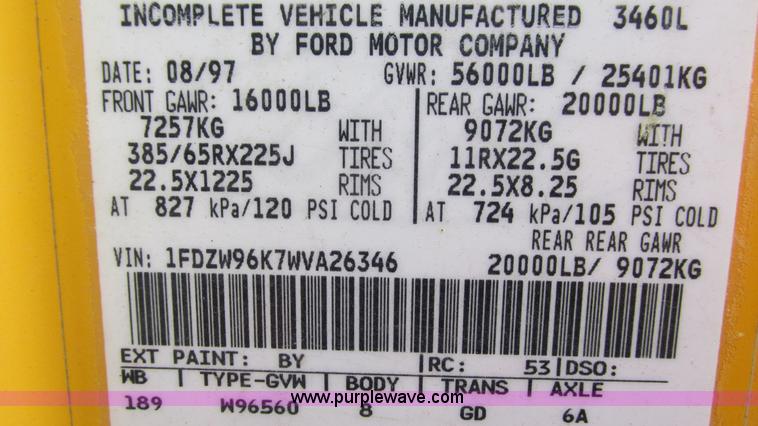 INCOMPLETE VEHICLE MANUFACTURED 3460L
BY FORD MOTOR COMPANY
DATE: 08/97 GVWR: 56000LB / 25401KG
FRONT GAWR: 16000LB REAR GAWR: 20000LB
7257KG WITH 9072KG WITH
385/65RX225J TIRES 11RX22.5G TIRES
22.5X1225 RIMS 22.5X8.25 RIMS
AT 827 kPa/120 PSI COLD AT 724 kPa/105 PSI COLD
REAR REAR GAWR
VIN: 1FDZW96K7WVA26346 20000LB/ 9072KG
EXT PAINT: BY RC: 53 DSO:
WB TYPE-GVW BODY TRANS AXLE
189 W96560 8 GD 6A
www.purplewave.com